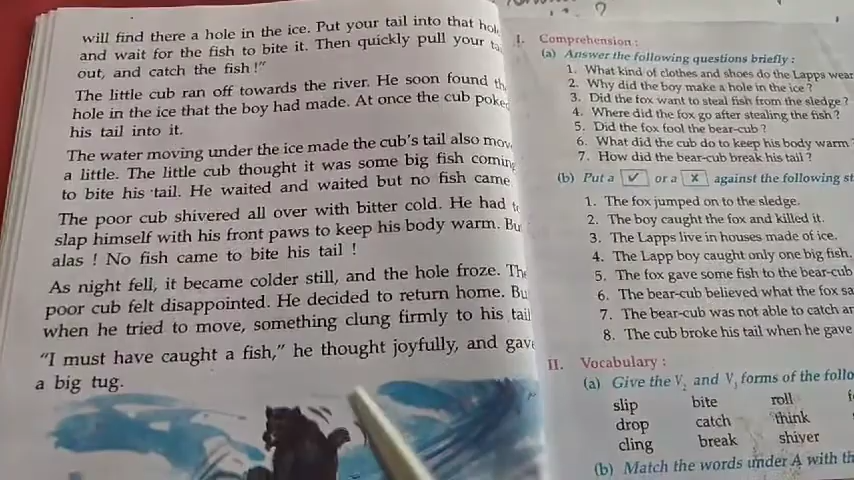 will find there a hole in the ice. Put your tail into that
and wait for the fish to bite it. Then quickly pull your
out, and catch the fish!"
The little cub ran off towards the river. He soon found
hole in the ice that the boy had made. At once the cub
his tail into it.
The water moving under the ice made the cub's tail also
a little. The little cub thought it was some big fish coming
to bite his tail. He waited and waited but no fish came
The poor cub shivered all over with bitter cold. He had
slap himself with his front paws to keep his body warm.
alas ! No fish came to bite his tail !
As night fell, it became colder still, and the hole froze.
poor cub felt disappointed. He decided to return home.
when he tried to move, something clung firmly to his tail
"I must have caught a fish," he thought joyfully, and gave
a big tug.
I. Comprehension :
(a) Answer the following questions briefly :
1. What kind of clothes and shoes do the Lapps wear
2. Why did the boy make a hole in the ice ?
3. Did the fox want to steal fish from the sledge ?
4. Where did the fox go after stealing the fish ?
5. Did the fox fool the bear-cub ?
6. What did the cub do to keep his body warm ?
7. How did the bear-cub break his tail ?
(b) Put a ✓ or a x against the following
1. The fox jumped on to the sledge.
2. The boy caught the fox and killed it.
3. The Lapps live in houses made of ice.
4. The Lapp boy caught only one big fish.
5. The fox gave some fish to the bear-cub
6. The bear-cub believed what the fox
7. The bear-cub was not able to catch
8. The cub broke his tail when he gave
II. Vocabulary :
(a) Give the V2 and V3 forms of the
slip bite roll
drop catch think
cling break shiver
(b) Match the words under A with